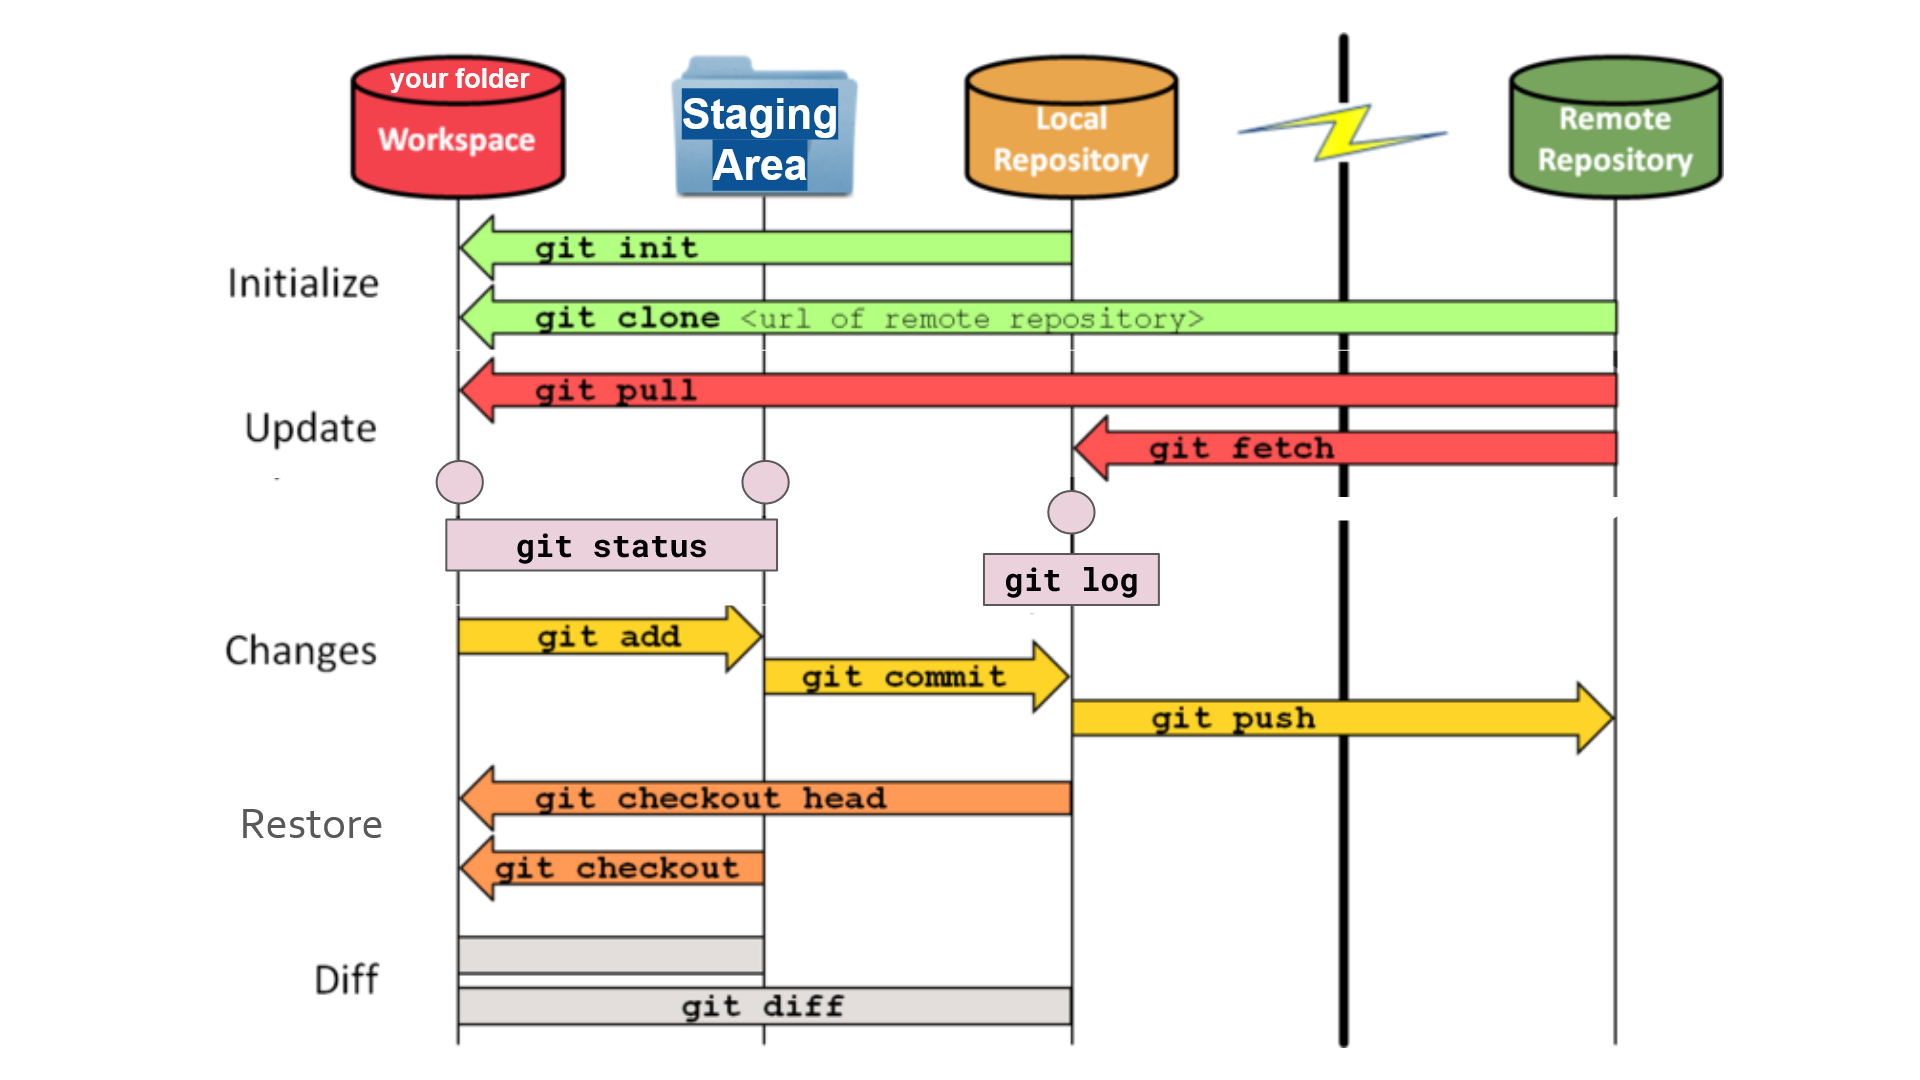 your folder
Workspace
Staging
Area
Local
Repository
Remote
Repository
Initialize
git init
git clone <url of remote repository>
Update
git pull
git fetch
git status
git log
Changes
git add
git commit
git push
Restore
git checkout head
git checkout
Diff
git diff